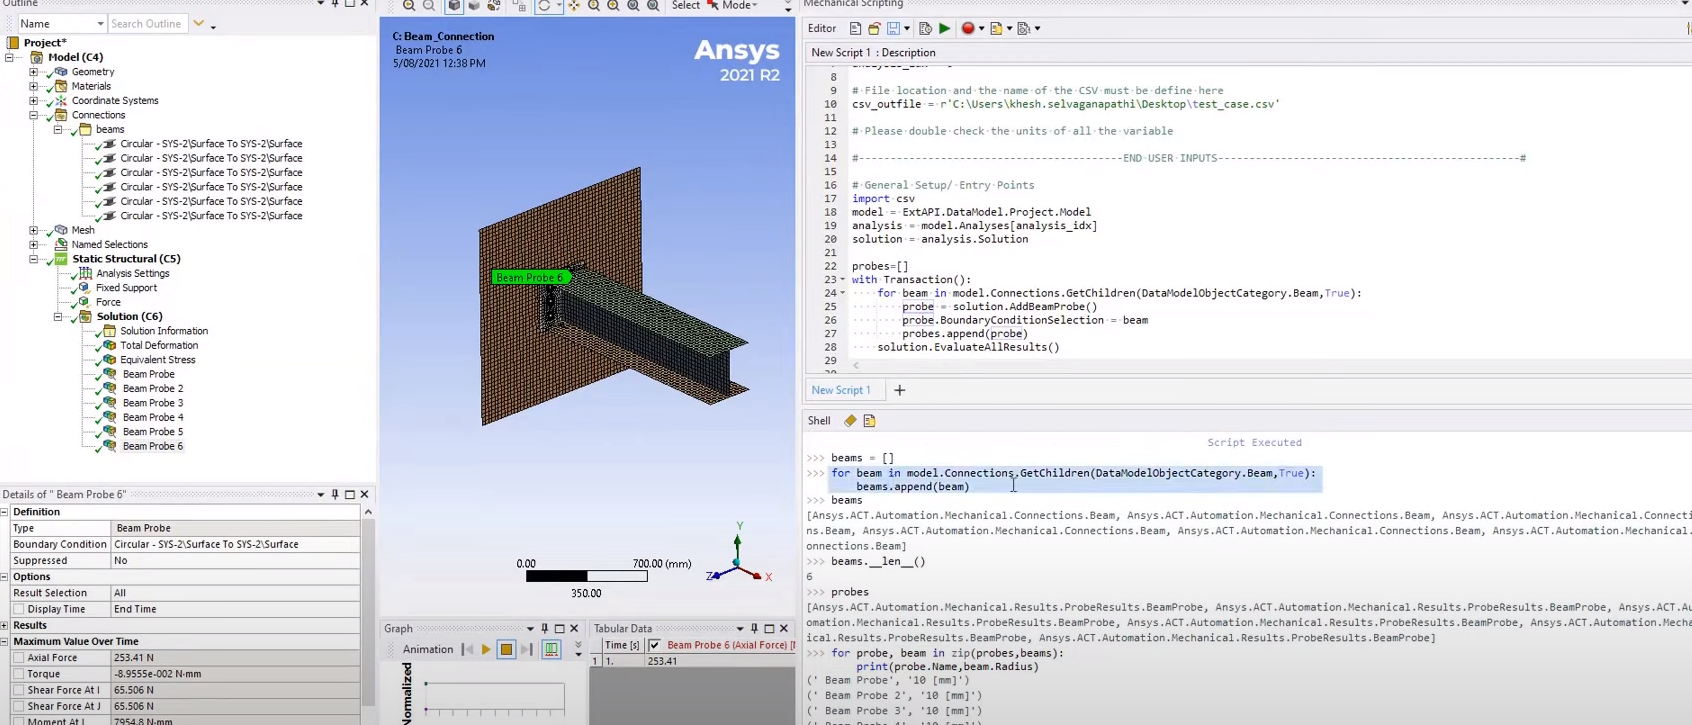 Outline
Name
Search Outline
Project*
Model (C4)
Geometry
Materials
Coordinate Systems
Connections
beams
Circular - SYS-2\Surface To SYS-2\Surface
Circular - SYS-2\Surface To SYS-2\Surface
Circular - SYS-2\Surface To SYS-2\Surface
Circular - SYS-2\Surface To SYS-2\Surface
Circular - SYS-2\Surface To SYS-2\Surface
Circular - SYS-2\Surface To SYS-2\Surface
Mesh
Named Selections
Static Structural (C5)
Analysis Settings
Fixed Support
Force
Solution (C6)
Solution Information
Total Deformation
Equivalent Stress
Beam Probe
Beam Probe 2
Beam Probe 3
Beam Probe 4
Beam Probe 5
Beam Probe 6
Details of "Beam Probe 6"
Definition
Type Beam Probe
Boundary Condition Circular - SYS-2\Surface To SYS-2\Surface
Suppressed No
Options
Result Selection All
Display Time End Time
Results
Maximum Value Over Time
Axial Force 253.41 N
Torque -8.9555e-002 N·mm
Shear Force At I 65.506 N
Shear Force At J 65.506 N
Moment At I 7954.8 N·mm
Select Mode
C: Beam_Connection
Beam Probe 6
5/08/2021 12:38 PM
Ansys
2021 R2
Beam Probe 6
0.00 700.00 (mm)
350.00
Y
Z X
Graph
Animation
Normalized
Tabular Data
Time [s] Beam Probe 6 (Axial Force)
1 1. 253.41
Mechanical Scripting
Editor
New Script 1 : Description
8
9 # File location and the name of the CSV must be define here
10 csv_outfile = r'C:\Users\khesh.selvaganapathi\Desktop\test_case.csv'
11
12 # Please double check the units of all the variable
13
14 #--------------------------------------END USER INPUTS--------------------------------------------#
15
16 # General Setup/ Entry Points
17 import csv
18 model = ExtAPI.DataModel.Project.Model
19 analysis = model.Analyses[analysis_idx]
20 solution = analysis.Solution
21
22 probes=[]
23 with Transaction():
24 for beam in model.Connections.GetChildren(DataModelObjectCategory.Beam,True):
25 probe = solution.AddBeamProbe()
26 probe.BoundaryConditionSelection = beam
27 probes.append(probe)
28 solution.EvaluateAllResults()
29
New Script 1 +
Shell
Script Executed
>>> beams = []
>>> for beam in model.Connections.GetChildren(DataModelObjectCategory.Beam,True):
beams.append(beam)
>>> beams
[Ansys.ACT.Automation.Mechanical.Connections.Beam, Ansys.ACT.Automation.Mechanical.Connections.Beam, Ansys.ACT.Automation.Mechanical.Connecti
ns.Beam, Ansys.ACT.Automation.Mechanical.Connections.Beam, Ansys.ACT.Automation.Mechanical.Connections.Beam, Ansys.ACT.Automation.Mechanical.
onnections.Beam]
>>> beams.__len__()
6
>>> probes
[Ansys.ACT.Automation.Mechanical.Results.ProbeResults.BeamProbe, Ansys.ACT.Automation.Mechanical.Results.ProbeResults.BeamProbe, Ansys.ACT.Au
omation.Mechanical.Results.ProbeResults.BeamProbe, Ansys.ACT.Automation.Mechanical.Results.ProbeResults.BeamProbe, Ansys.ACT.Automation.Mecha
ical.Results.ProbeResults.BeamProbe, Ansys.ACT.Automation.Mechanical.Results.ProbeResults.BeamProbe]
>>> for probe, beam in zip(probes,beams):
print(probe.Name,beam.Radius)
(' Beam Probe', '10 [mm]')
(' Beam Probe 2', '10 [mm]')
(' Beam Probe 3', '10 [mm]')